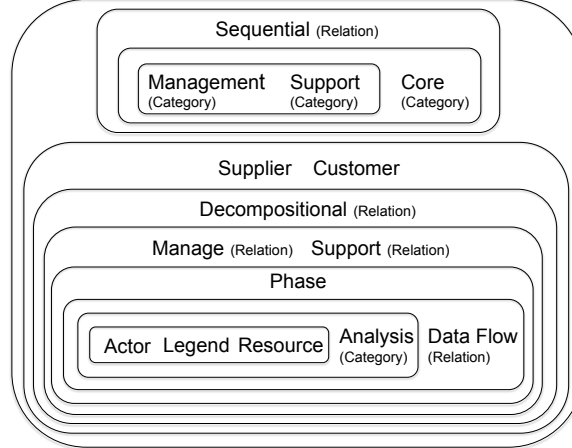 Sequential (Relation)
Management Support Core
(Category) (Category) (Category)
Supplier Customer
Decompositional (Relation)
Manage (Relation) Support (Relation)
Phase
Actor Legend Resource Analysis Data Flow
(Category) (Relation)